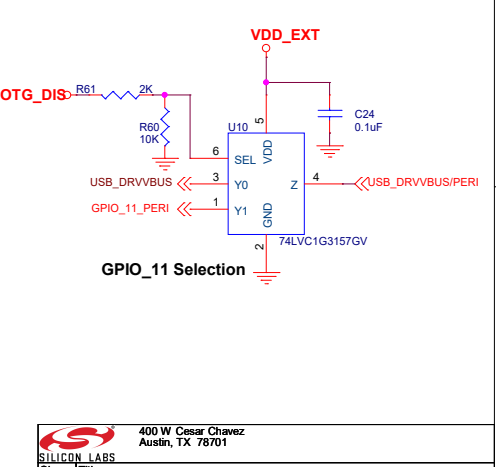 VDD_EXT
OTG_DIS
R61
2K
R60
10K
C24
0.1uF
U10
5
6
SEL
VDD
USB_DRVVBUS
3
Y0
Z
4
USB_DRVVBUS/PERI
GPIO_11_PERI
1
Y1
GND
2
74LVC1G3157GV
GPIO_11 Selection
400 W Cesar Chavez
Austin, TX 78701
SILICON LABS